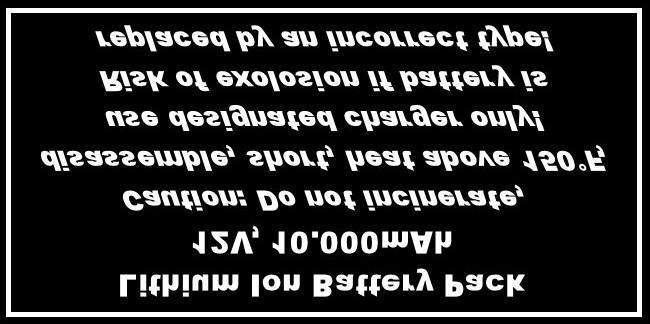 Lithium Ion Battery Pack
12V, 10.000mAh
Caution: Do not incinerate,
disassemble, short, heat above 150°F,
use designated charger only!
Risk of exolosion if battery is
replaced by an incorrect type!